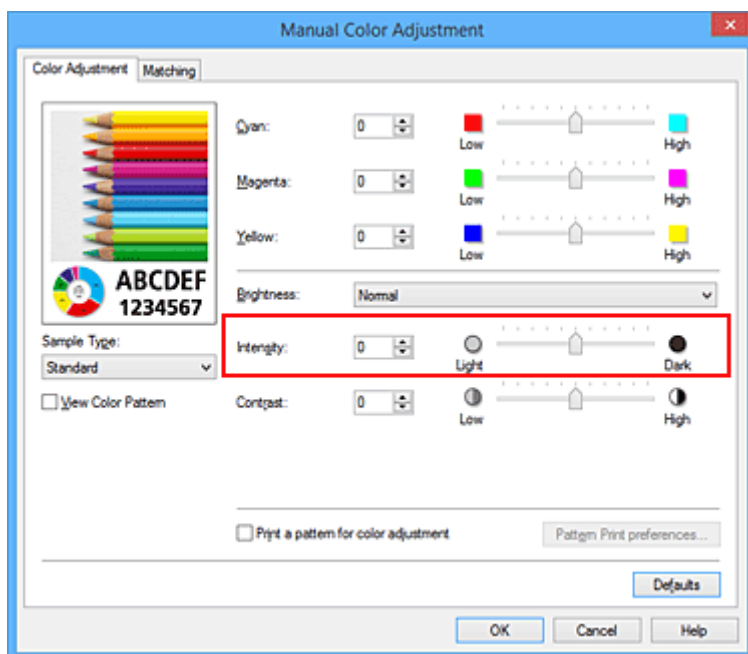 Manual Color Adjustment
Color Adjustment Matching
Cyan: 0 Low High
Magenta: 0 Low High
Yellow: 0 Low High
ABCDEF
1234567
Brightness: Normal
Sample Type:
Standard
Intensity: 0 Light Dark
View Color Pattern
Contrast: 0 Low High
Print a pattern for color adjustment Pattern Print preferences...
Defaults
OK Cancel Help